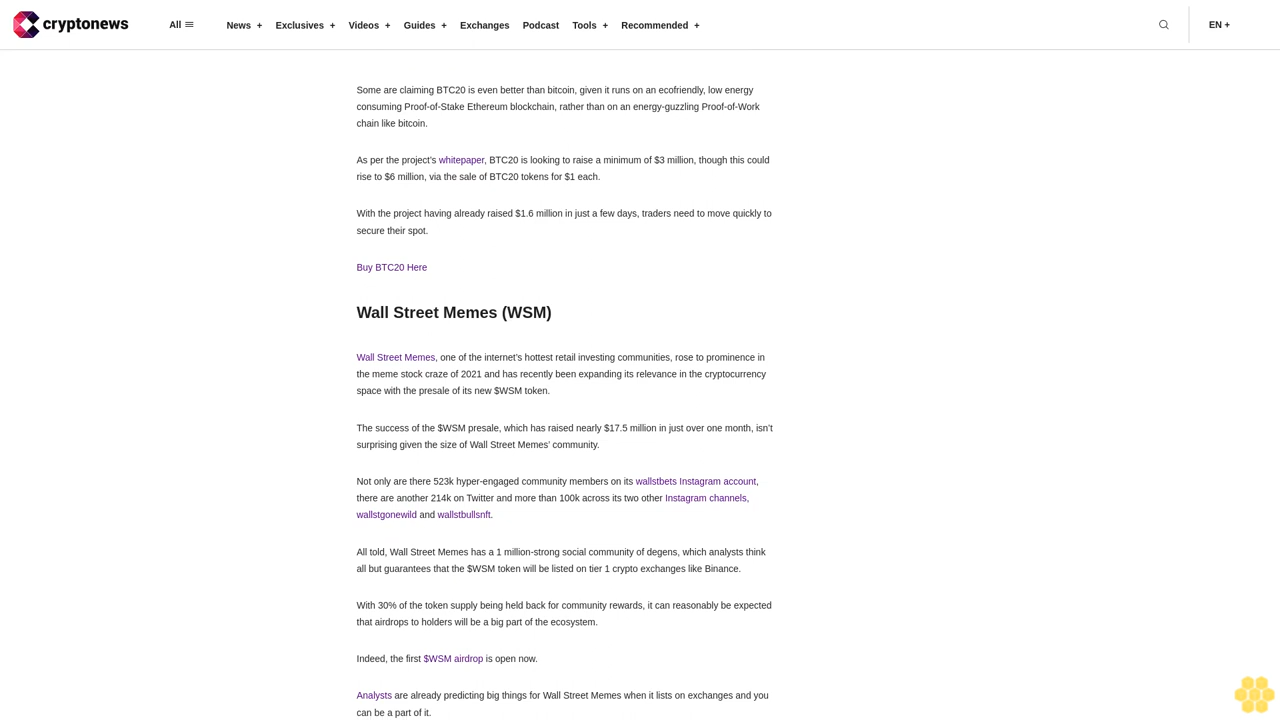 cryptonews
All
News +
Exclusives +
Videos +
Guides +
Exchanges
Podcast
Tools +
Recommended +
EN +
Some are claiming BTC20 is even better than bitcoin, given it runs on an ecofriendly, low energy
consuming Proof-of-Stake Ethereum blockchain, rather than on an energy-guzzling Proof-of-Work
chain like bitcoin.
As per the project’s whitepaper, BTC20 is looking to raise a minimum of $3 million, though this could
rise to $6 million, via the sale of BTC20 tokens for $1 each.
With the project having already raised $1.6 million in just a few days, traders need to move quickly to
secure their spot.
Buy BTC20 Here
Wall Street Memes (WSM)
Wall Street Memes, one of the internet’s hottest retail investing communities, rose to prominence in
the meme stock craze of 2021 and has recently been expanding its relevance in the cryptocurrency
space with the presale of its new $WSM token.
The success of the $WSM presale, which has raised nearly $17.5 million in just over one month, isn’t
surprising given the size of Wall Street Memes’ community.
Not only are there 523k hyper-engaged community members on its wallstbets Instagram account,
there are another 214k on Twitter and more than 100k across its two other Instagram channels,
wallstgonewild and wallstbullsnft.
All told, Wall Street Memes has a 1 million-strong social community of degens, which analysts think
all but guarantees that the $WSM token will be listed on tier 1 crypto exchanges like Binance.
With 30% of the token supply being held back for community rewards, it can reasonably be expected
that airdrops to holders will be a big part of the ecosystem.
Indeed, the first $WSM airdrop is open now.
Analysts are already predicting big things for Wall Street Memes when it lists on exchanges and you
can be a part of it.